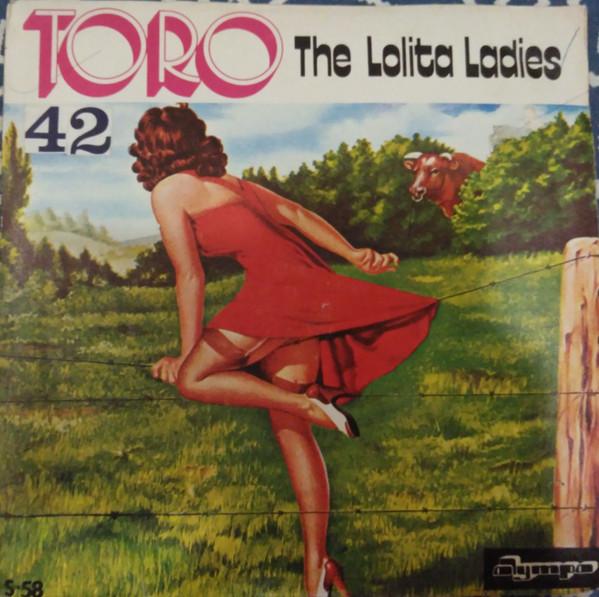 TORO The Lolita Ladies
42
Olympo
S-58